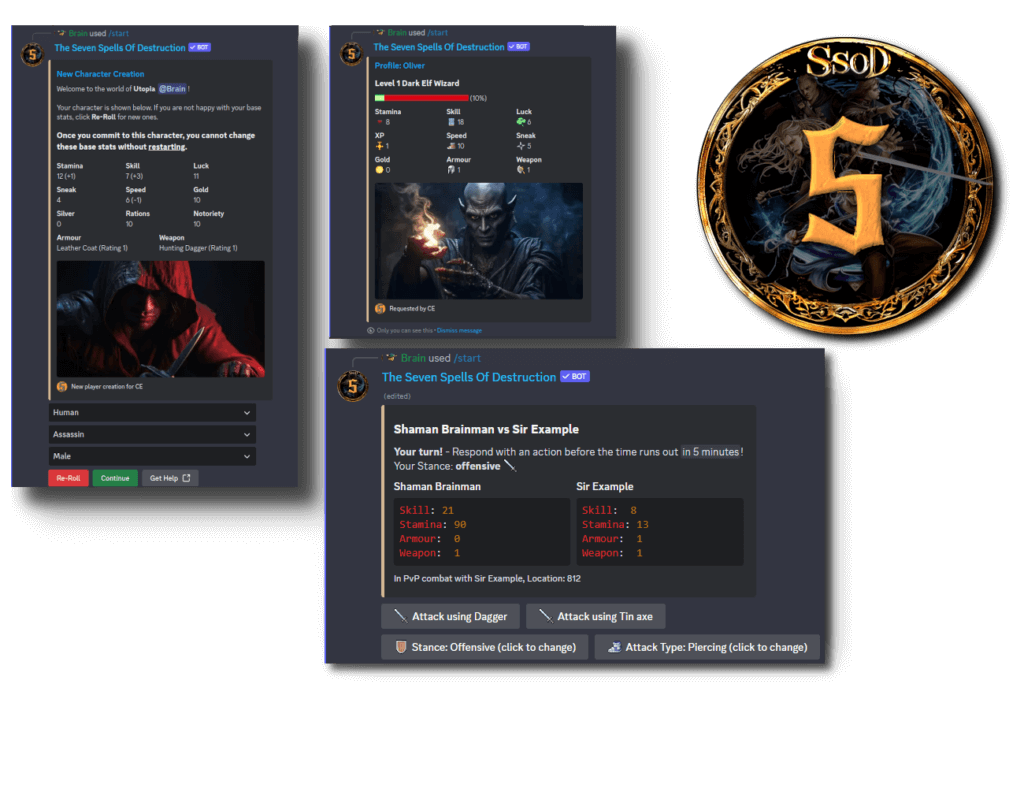 Brain used /start
The Seven Spells Of Destruction BOT
New Character Creation
Welcome to the world of Utopia @Brain !
Your character is shown below. If you are not happy with your base
stats, click Re-Roll for new ones.
Once you commit to this character, you cannot change
these base stats without restarting.
Stamina Skill Luck
12 (+1) 7 (+3) 11
Sneak Speed Gold
4 6 (-1) 10
Silver Rations Notoriety
0 10 10
Armour Weapon
Leather Coat (Rating 1) Hunting Dagger (Rating 1)
New player creation for CE
Human
Assassin
Male
Re-Roll Continue Get Help
Brain used /start
The Seven Spells Of Destruction BOT
Profile: Oliver
Level 1 Dark Elf Wizard
(10%)
Stamina Skill Luck
8 18 6
XP Speed Sneak
1 10 5
Gold Armour Weapon
0 1 1
Requested by CE
Only you can see this • Dismiss message
SSOD
5
Brain used /start
The Seven Spells Of Destruction BOT
(edited)
Shaman Brainman vs Sir Example
Your turn! - Respond with an action before the time runs out in 5 minutes!
Your Stance: offensive
Shaman Brainman Sir Example
Skill: 21 Skill: 8
Stamina: 90 Stamina: 13
Armour: 0 Armour: 1
Weapon: 1 Weapon: 1
In PvP combat with Sir Example, Location: 812
Attack using Dagger Attack using Tin axe
Stance: Offensive (click to change) Attack Type: Piercing (click to change)